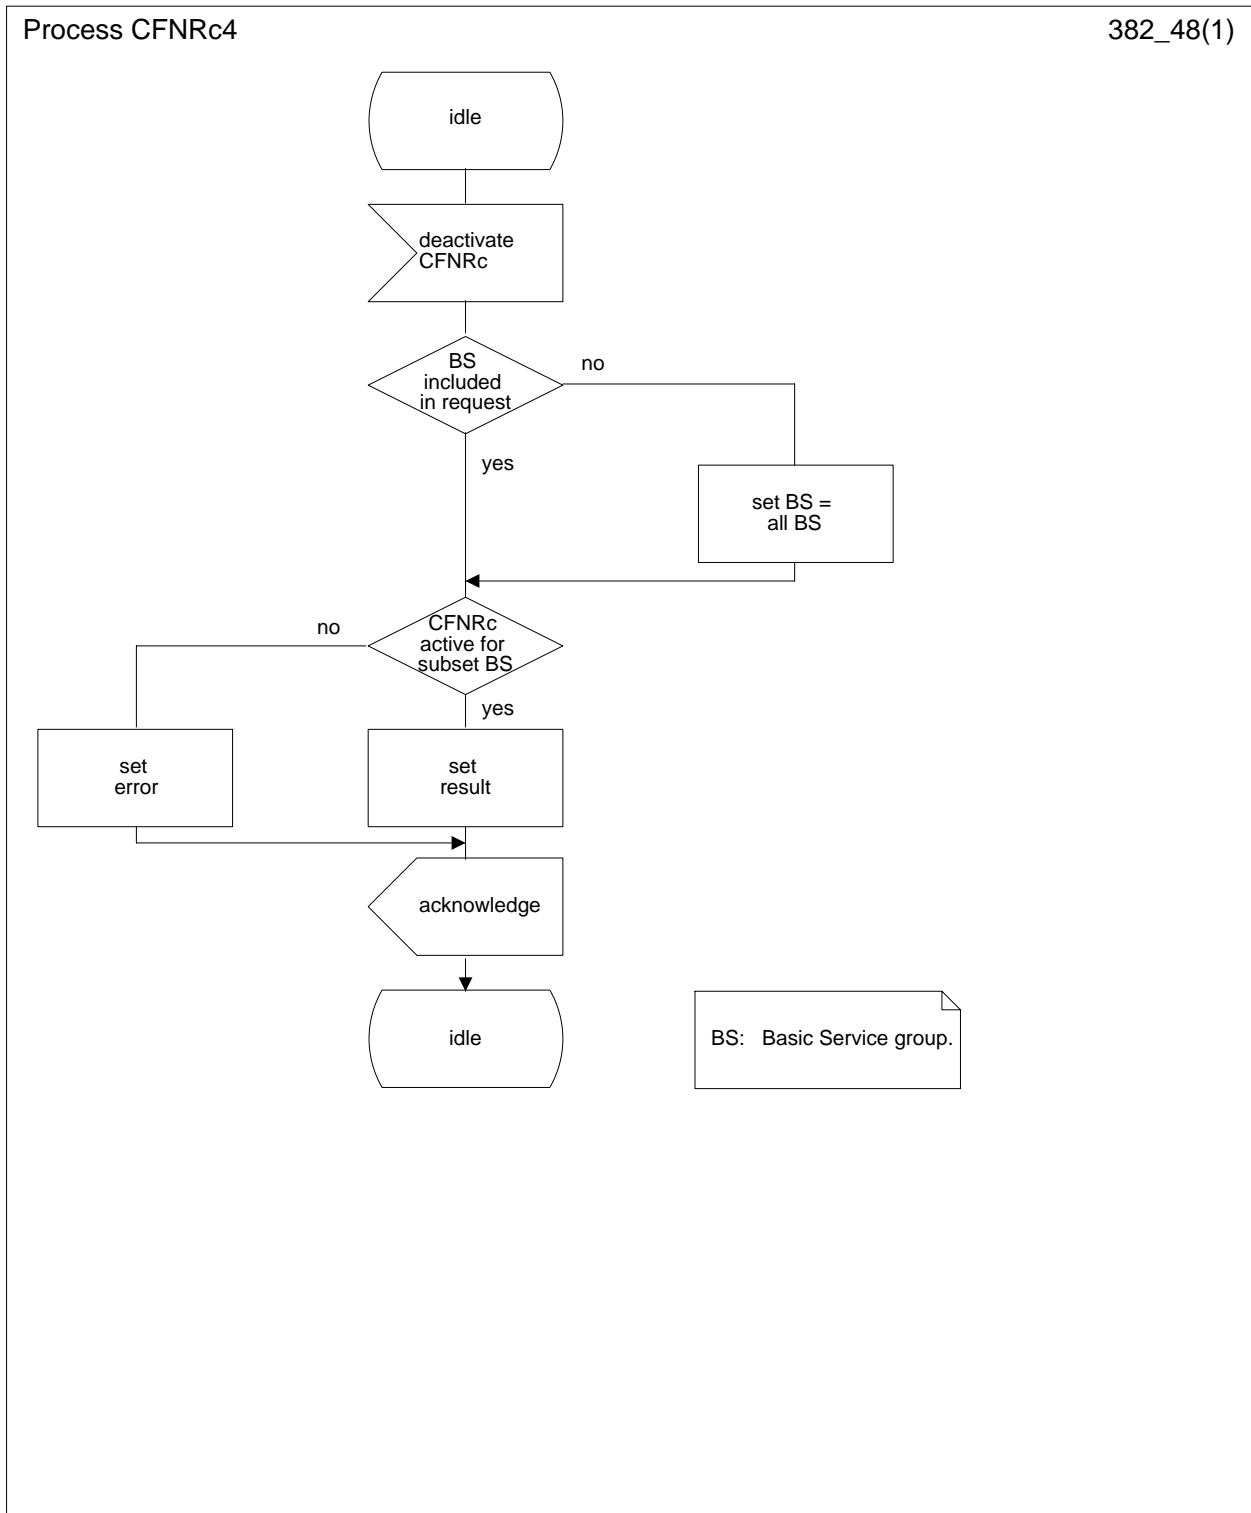 Process CFNRc4
382_48(1)
idle
deactivate
CFNRc
BS
included
in request
no
yes
set BS =
all BS
CFNRc
active for
subset BS
no
yes
set
error
set
result
acknowledge
idle
BS: Basic Service group.